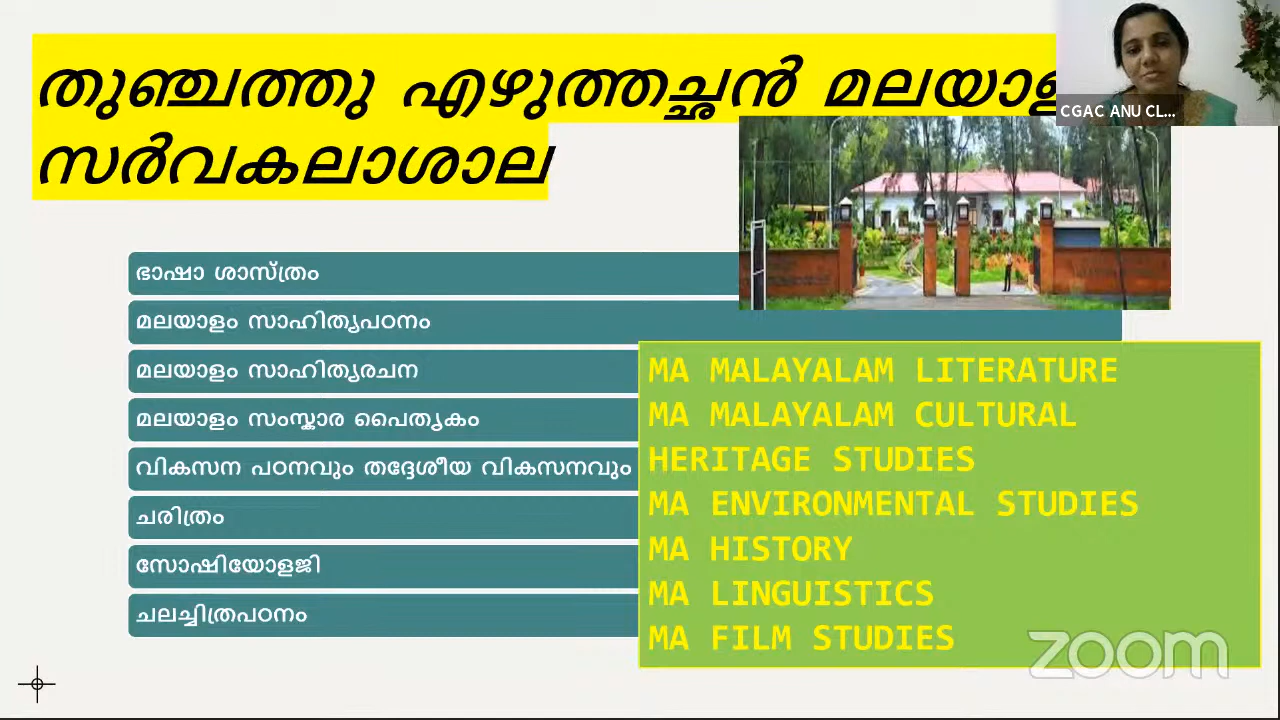 തുഞ്ചത്തു എഴുത്തച്ഛൻ മലയാള
സർവകലാശാല
CGAC ANU CL...
ഭാഷാ ശാസ്ത്രം
മലയാളം സാഹിത്യപഠനം
മലയാളം സാഹിത്യരചന
മലയാളം സംസ്കാര പൈതൃകം
വികസന പഠനവും തദ്ദേശീയ വികസനവും
ചരിത്രം
സോഷിയോളജി
ചലച്ചിത്രപഠനം
MA MALAYALAM LITERATURE
MA MALAYALAM CULTURAL
HERITAGE STUDIES
MA ENVIRONMENTAL STUDIES
MA HISTORY
MA LINGUISTICS
MA FILM STUDIES
zoom